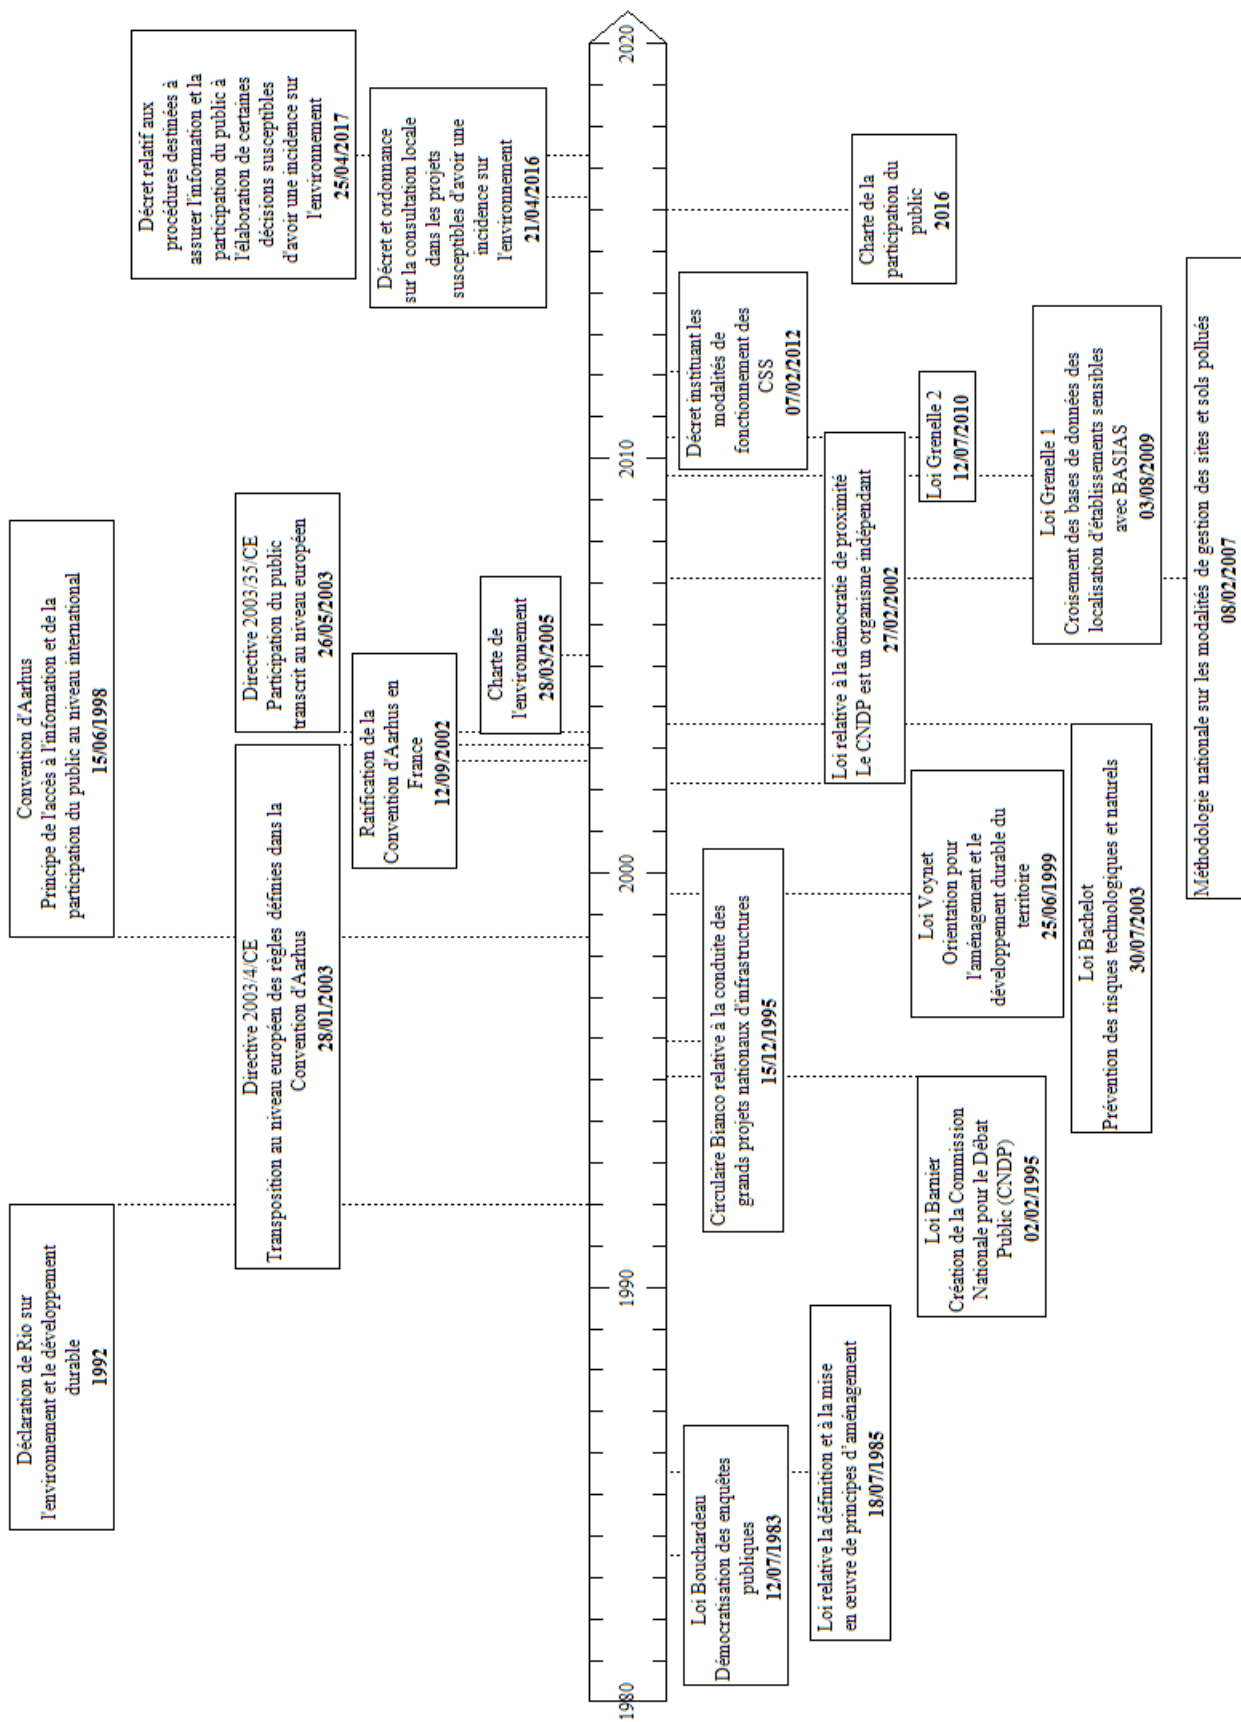 Déclaration de Rio sur
l'environnement et le développement
durable
1992
Convention d'Aarhus
Principe de l'accès à l'information et de la
participation du public au niveau international
15/06/1998
Directive 2003/4/CE
Transposition au niveau européen des règles définies dans la
Convention d'Aarhus
28/01/2003
Directive 2003/35/CE
Participation du public
transcrit au niveau européen
26/05/2003
Ratification de la
Convention d'Aarhus en
France
12/09/2002
Charte de
l'environnement
28/03/2005
Décret relatif aux
procédures destinées à
assurer l'information et la
participation du public à
l'élaboration de certaines
décisions susceptibles
d'avoir une incidence sur
l'environnement
25/04/2017
Décret et ordonnance
sur la consultation locale
dans les projets
susceptibles d'avoir une
incidence sur
l'environnement
21/04/2016
1980
1990
2000
2010
2020
Loi Bouchardeau
Démocratisation des enquêtes
publiques
12/07/1983
Loi relative la définition et à la mise
en œuvre de principes d'aménagement
18/07/1985
Circulaire Bianco relative à la conduite des
grands projets nationaux d'infrastructures
15/12/1995
Loi Barnier
Création de la Commission
Nationale pour le Débat
Public (CNDP)
02/02/1995
Loi Voynet
Orientation pour
l'aménagement et le
développement durable du
territoire
25/06/1999
Loi Bachelot
Prévention des risques technologiques et naturels
30/07/2003
Loi relative à la démocratie de proximité
Le CNDP est un organisme indépendant
27/02/2002
Décret instituant les
modalités de
fonctionnement des
CSS
07/02/2012
Loi Grenelle 2
12/07/2010
Loi Grenelle 1
Croisement des bases de données des
localisation d'établissements sensibles
avec BASIAS
03/08/2009
Charte de la
participation du
public
2016
Méthodologie nationale sur les modalités de gestion des sites et sols pollués
08/02/2007